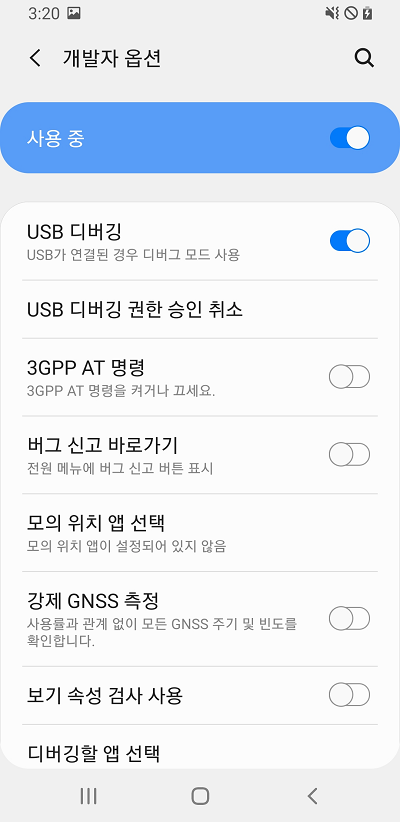 3:20
개발자 옵션
사용 중
USB 디버깅
USB가 연결된 경우 디버그 모드 사용
USB 디버깅 권한 승인 취소
3GPP AT 명령
3GPP AT 명령을 켜거나 끄세요.
버그 신고 바로가기
전원 메뉴에 버그 신고 버튼 표시
모의 위치 앱 선택
모의 위치 앱이 설정되어 있지 않음
강제 GNSS 측정
사용률과 관계 없이 모든 GNSS 주기 및 빈도를
확인합니다.
보기 속성 검사 사용
디버깅할 앱 선택